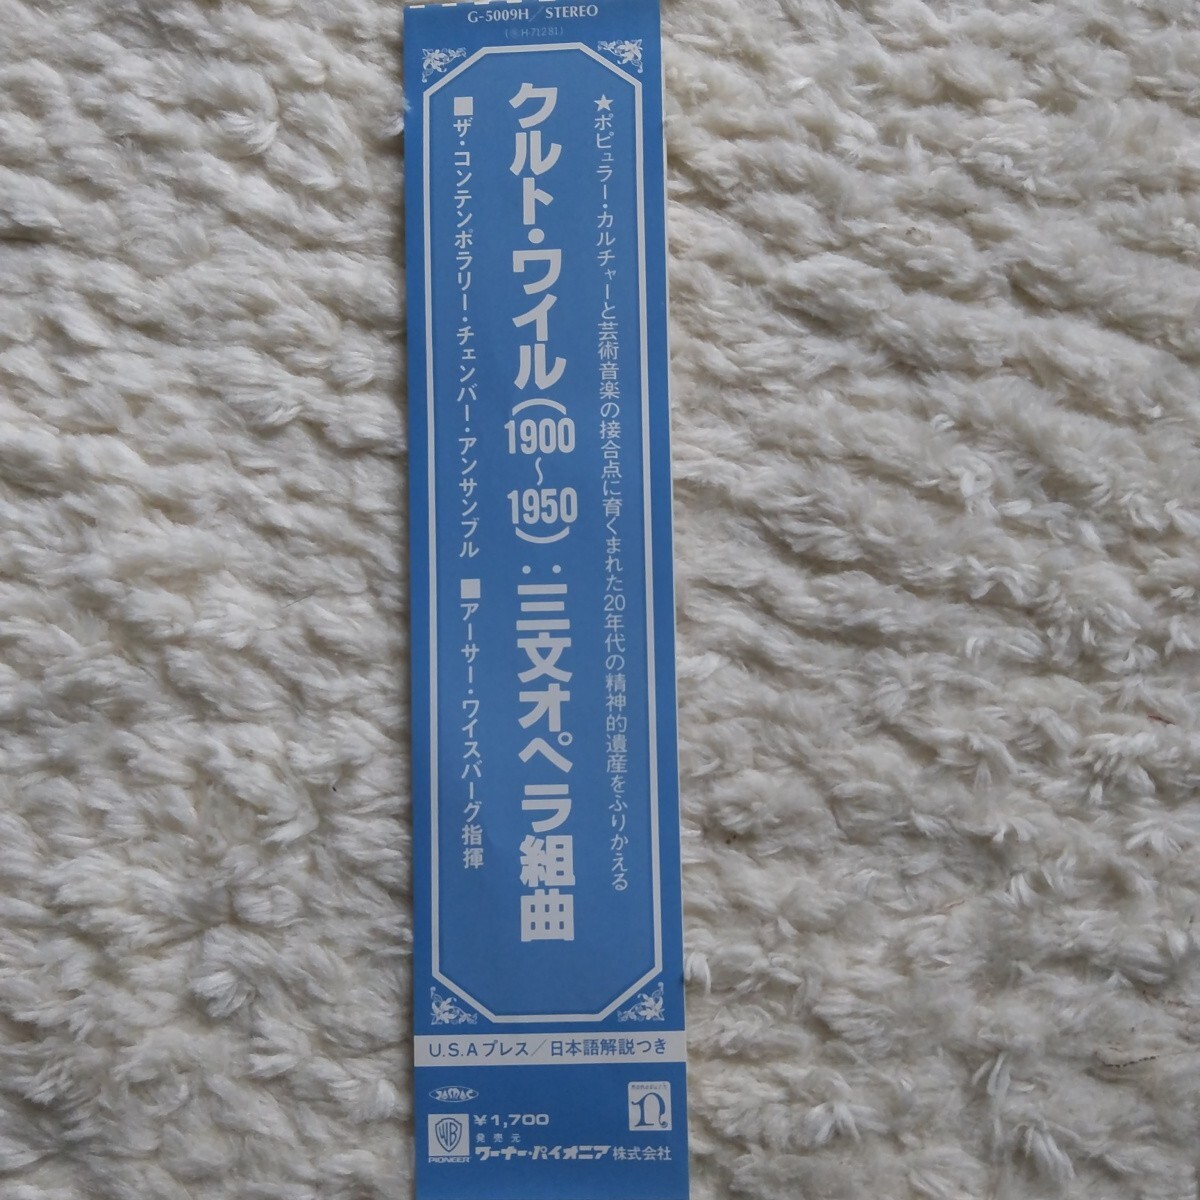 G-5009H/STEREO
(®H-71281)
★ポピュラー・カルチャーと芸術音楽の接合点に育くまれた20年代の精神的遺産をふりかえる
クルト・ワイル(1900〜1950):三文オペラ組曲
■ザ・コンテンポラリー・チェンバー・アンサンブル ■アーサー・ワイスバーグ指揮
U.S.Aプレス/日本語解説つき
JASRAC
WB
PIONEER
¥1,700
発売元
ワーナー・パイオニア株式会社
n